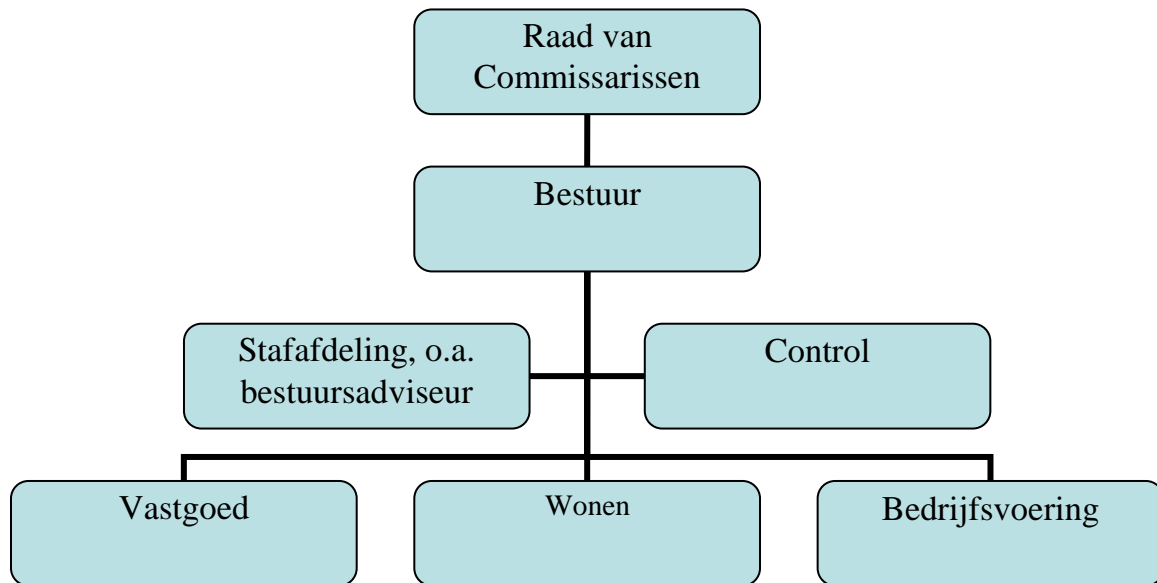 Raad van
Commissarissen
Bestuur
Stafafdeling, o.a.
bestuursadviseur
Control
Vastgoed
Wonen
Bedrijfsvoering